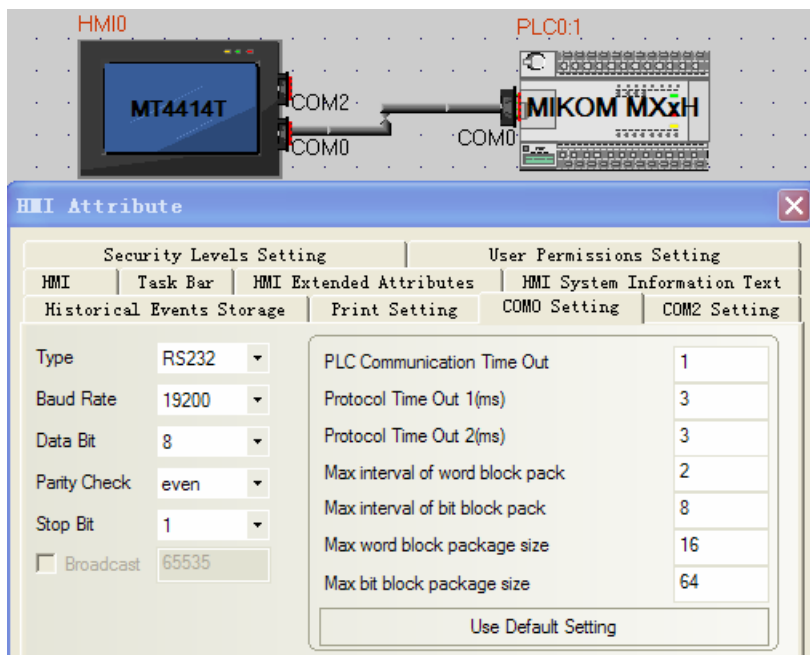 HMI0
PLC0:1
MT4414T
COM2
MIKOM MXxH
COM0
COM0
HMI Attribute
Security Levels Setting
User Permissions Setting
HMI
Task Bar
HMI Extended Attributes
HMI System Information Text
Historical Events Storage
Print Setting
COM0 Setting
COM2 Setting
Type
RS232
Baud Rate
19200
Data Bit
8
Parity Check
even
Stop Bit
1
Broadcast
65535
PLC Communication Time Out
1
Protocol Time Out 1(ms)
3
Protocol Time Out 2(ms)
3
Max interval of word block pack
2
Max interval of bit block pack
8
Max word block package size
16
Max bit block package size
64
Use Default Setting